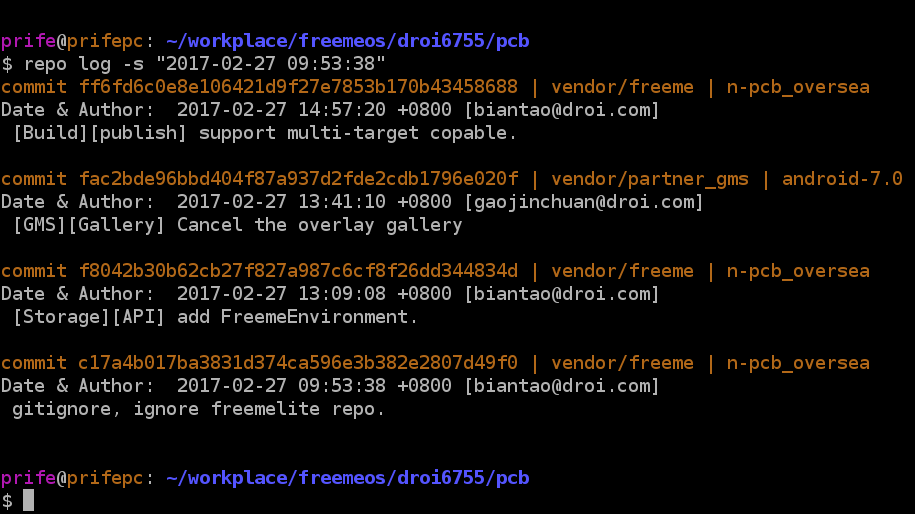 prife@prifepc: ~/workplace/freemeos/droi6755/pcb
$ repo log -s "2017-02-27 09:53:38"
commit ff6fd6c0e8e106421d9f27e7853b170b43458688 | vendor/freeme | n-pcb_oversea
Date & Author:  2017-02-27 14:57:20 +0800 [biantao@droi.com]
 [Build][publish] support multi-target copable.

commit fac2bde96bbd404f87a937d2fde2cdb1796e020f | vendor/partner_gms | android-7.0
Date & Author:  2017-02-27 13:41:10 +0800 [gaojinchuan@droi.com]
 [GMS][Gallery] Cancel the overlay gallery

commit f8042b30b62cb27f827a987c6cf8f26dd344834d | vendor/freeme | n-pcb_oversea
Date & Author:  2017-02-27 13:09:08 +0800 [biantao@droi.com]
 [Storage][API] add FreemeEnvironment.

commit c17a4b017ba3831d374ca596e3b382e2807d49f0 | vendor/freeme | n-pcb_oversea
Date & Author:  2017-02-27 09:53:38 +0800 [biantao@droi.com]
 gitignore, ignore freemelite repo.

prife@prifepc: ~/workplace/freemeos/droi6755/pcb
$